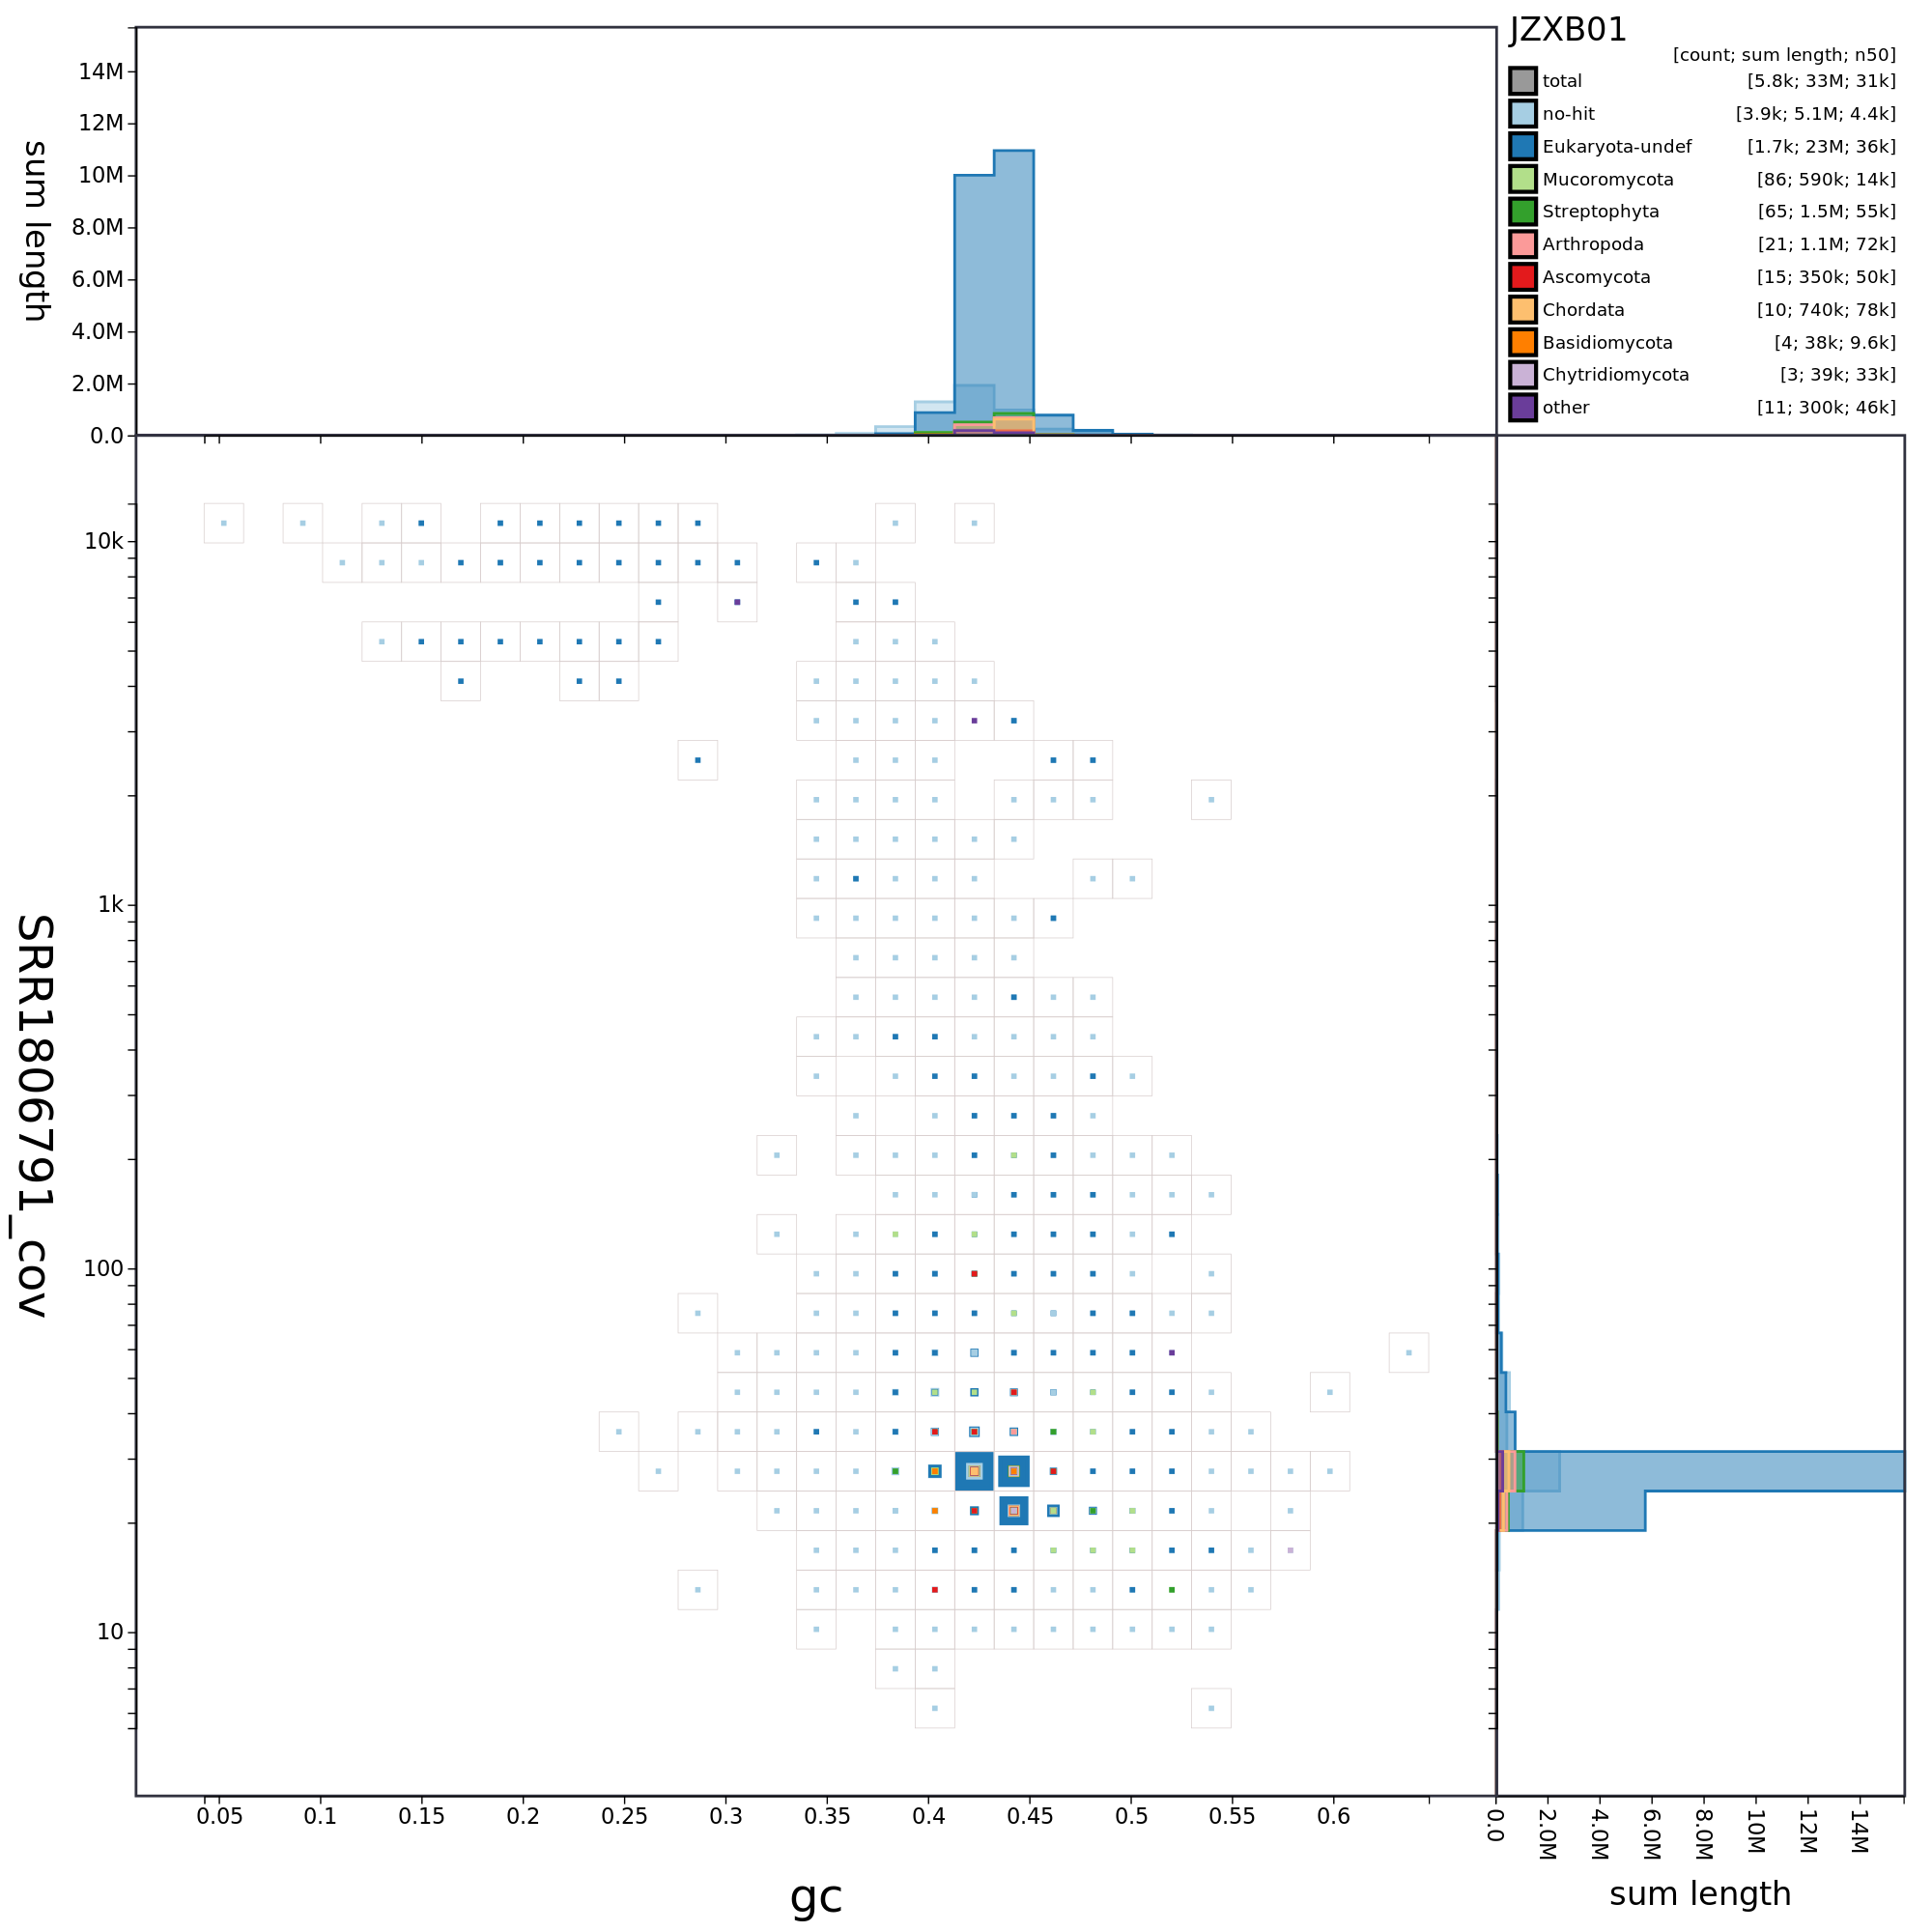 JZXB01
[count; sum length; n50]
total [5.8k; 33M; 31k]
no-hit [3.9k; 5.1M; 4.4k]
Eukaryota-undef [1.7k; 23M; 36k]
Mucoromycota [86; 590k; 14k]
Streptophyta [65; 1.5M; 55k]
Arthropoda [21; 1.1M; 72k]
Ascomycota [15; 350k; 50k]
Chordata [10; 740k; 78k]
Basidiomycota [4; 38k; 9.6k]
Chytridiomycota [3; 39k; 33k]
other [11; 300k; 46k]
sum length
14M
12M
10M
8.0M
6.0M
4.0M
2.0M
0.0
SRR1806791_cov
10k
1k
100
10
0.05 0.1 0.15 0.2 0.25 0.3 0.35 0.4 0.45 0.5 0.55 0.6
gc
0.0 2.0M 4.0M 6.0M 8.0M 10M 12M 14M
sum length